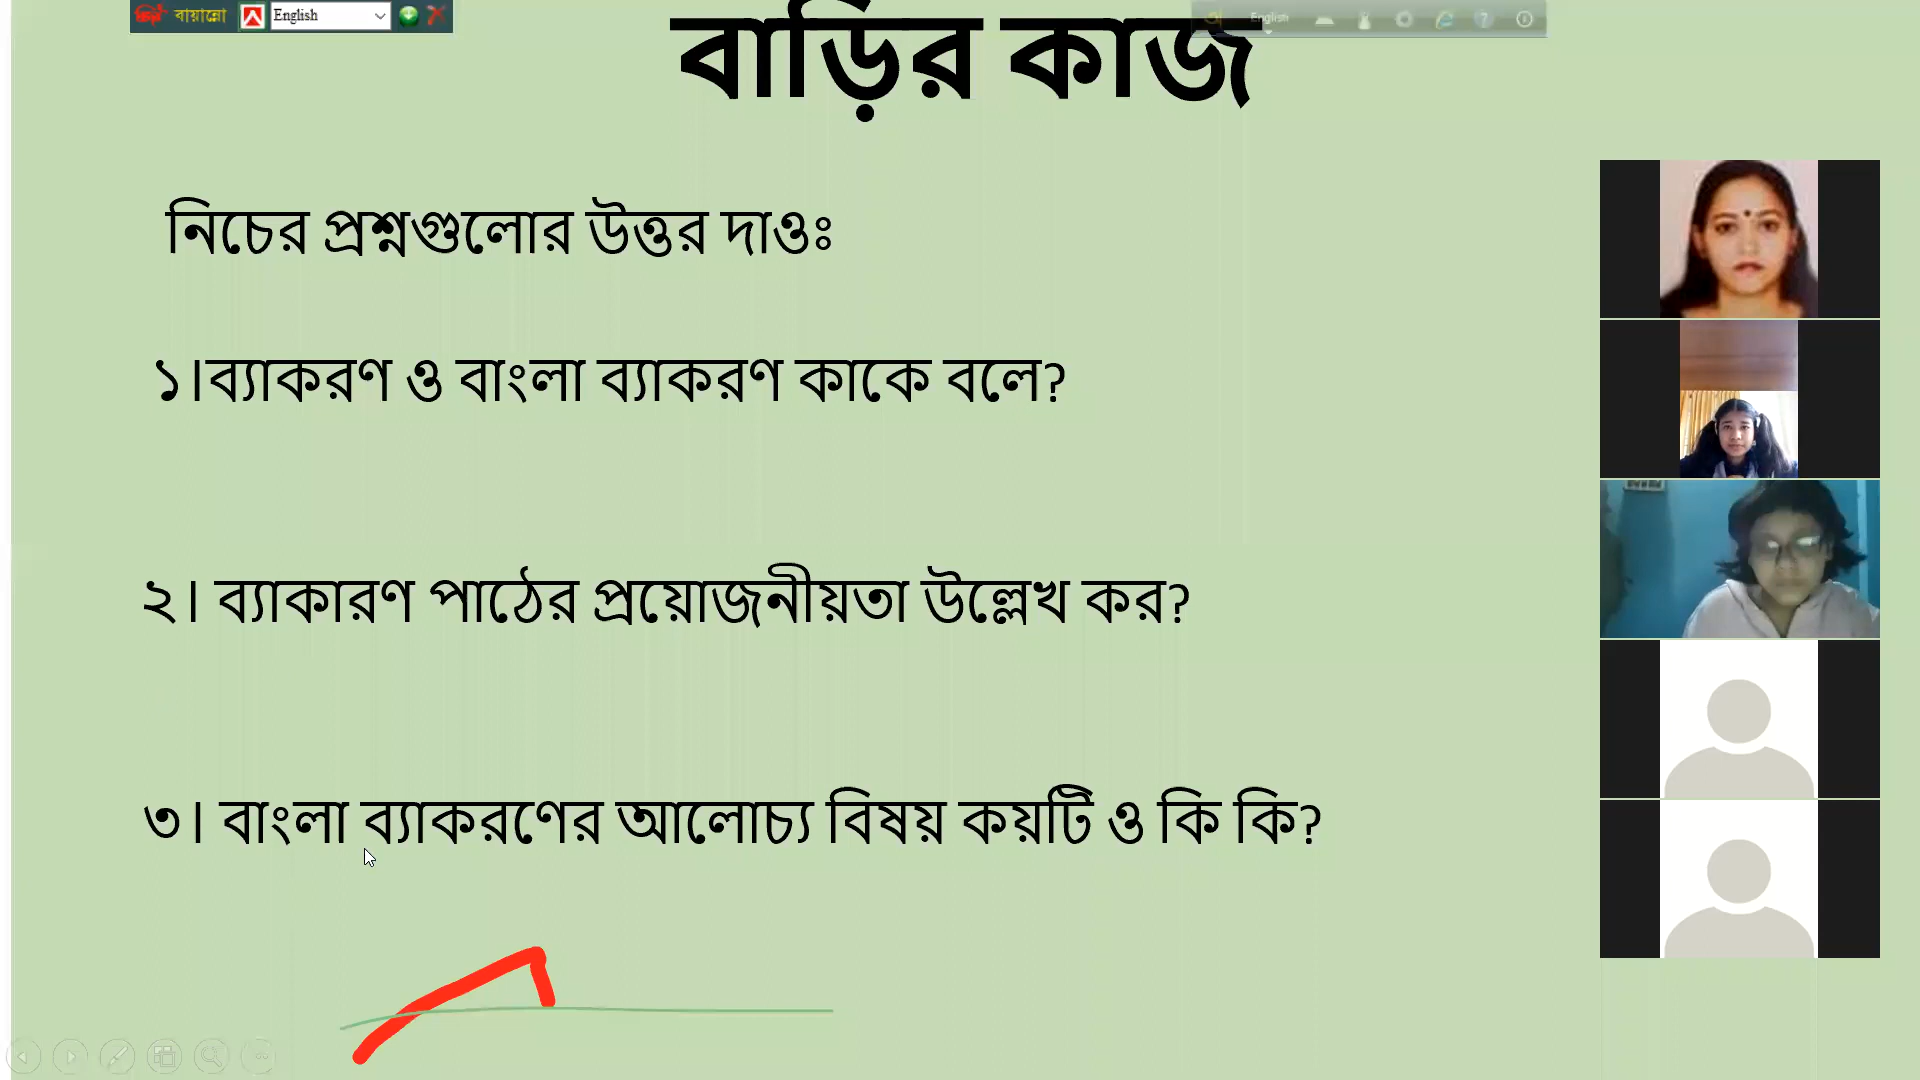 বায়ান্নো English
English
বাড়ির কাজ
নিচের প্রশ্নগুলোর উত্তর দাওঃ
১।ব্যাকরণ ও বাংলা ব্যাকরণ কাকে বলে?
২। ব্যাকারণ পাঠের প্রয়োজনীয়তা উল্লেখ কর?
৩। বাংলা ব্যাকরণের আলোচ্য বিষয় কয়টি ও কি কি?